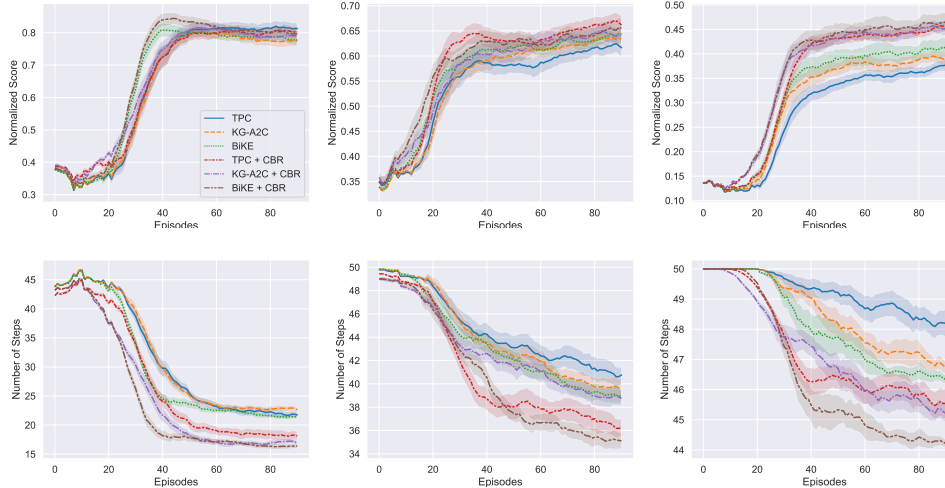 Normalized Score
0.8
0.7
0.6
0.5
0.4
0.3
0 20 40 60 80
Episodes
TPC
KG-A2C
BiKE
TPC + CBR
KG-A2C + CBR
BiKE + CBR
Normalized Score
0.70
0.65
0.60
0.55
0.50
0.45
0.40
0.35
0 20 40 60 80
Episodes
Normalized Score
0.50
0.45
0.40
0.35
0.30
0.25
0.20
0.15
0.10
0 20 40 60 80
Episodes
Number of Steps
45
40
35
30
25
20
15
0 20 40 60 80
Episodes
Number of Steps
50
48
46
44
42
40
38
36
34
0 20 40 60 80
Episodes
Number of Steps
50
49
48
47
46
45
44
0 20 40 60 80
Episodes